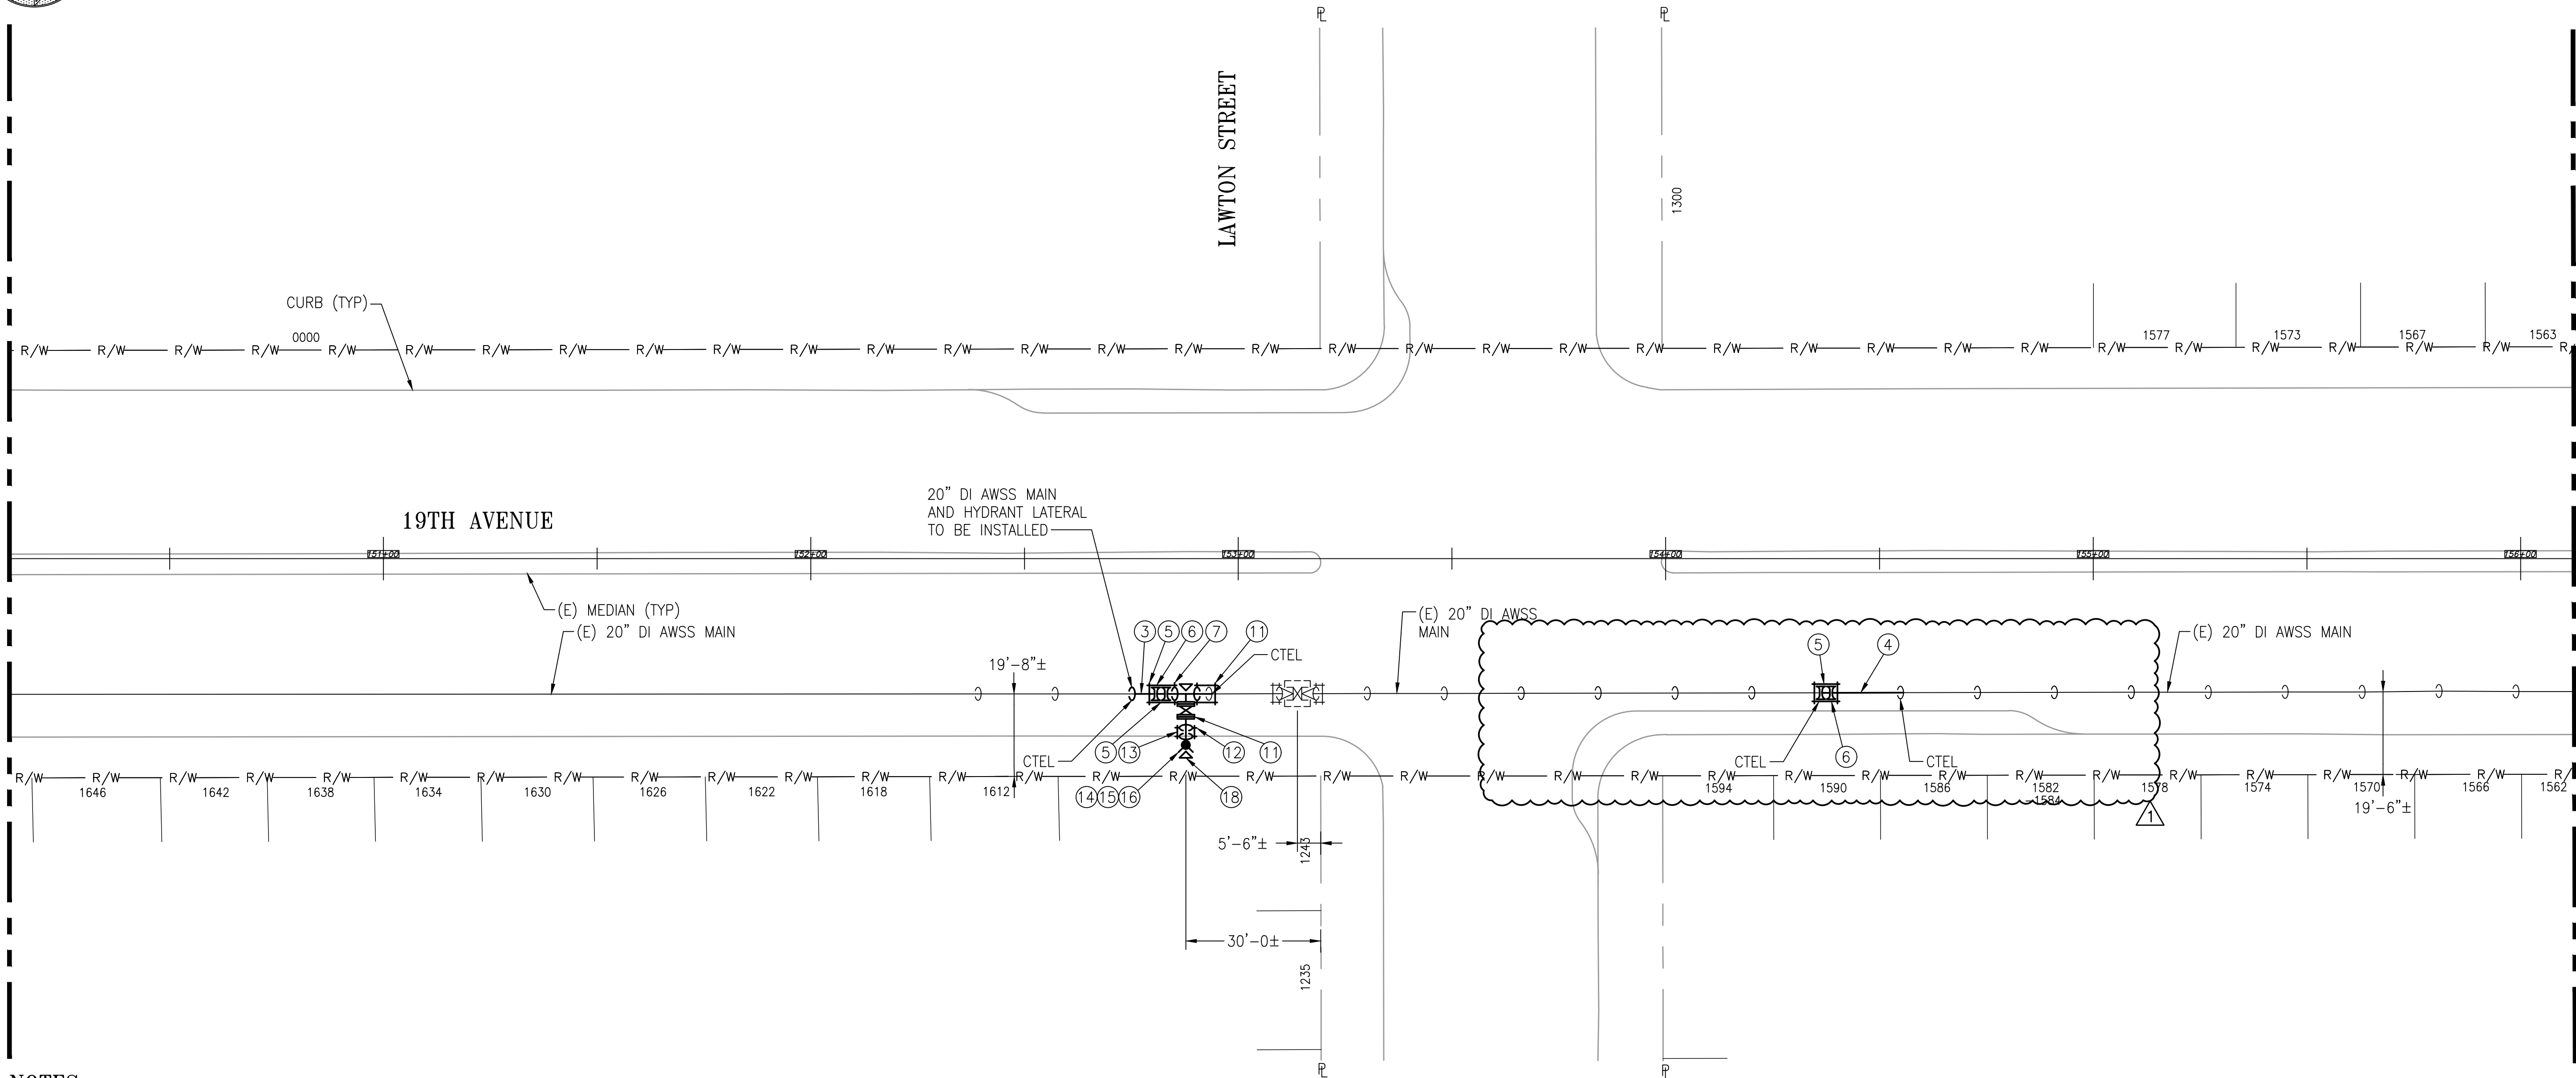 PL
PL
LAWTON STREET
1300
CURB (TYP)
0000
1577
1573
1567
1563
R/W R/W R/W R/W R/W R/W R/W R/W R/W R/W R/W R/W R/W R/W R/W R/W R/W R/W R/W R/W R/W R/W R/W R/W R/W R/W R/W R/W R/W R/W R/W R/W R/W R/
20" DI AWSS MAIN
AND HYDRANT LATERAL
TO BE INSTALLED
19TH AVENUE
151+00
152+00
153+00
154+00
155+00
156+00
(E) MEDIAN (TYP)
(E) 20" DI AWSS MAIN
(E) 20" DI AWSS
MAIN
(E) 20" DI AWSS MAIN
3 5 6 7 11
CTEL
5
4
19'-8"±
CTEL
5 13
12 11
CTEL
6
CTEL
R/W R/W R/W R/W R/W R/W R/W R/W R/W R/W R/W R/W R/W R/W R/W R/W R/W R/W R/W R/W R/W R/W R/W R/W R/W R/W R/W R/W R/W R/W R/W R/W R/W R/
1646
1642
1638
1634
1630
1626
1622
1618
1612
14 15 16
18
1594
1590
1586
1582
-1584
1578
1574
1570
1566
1562
19'-6"±
1
5'-6"±
1243
30'-0±
1235
PL
NOTES